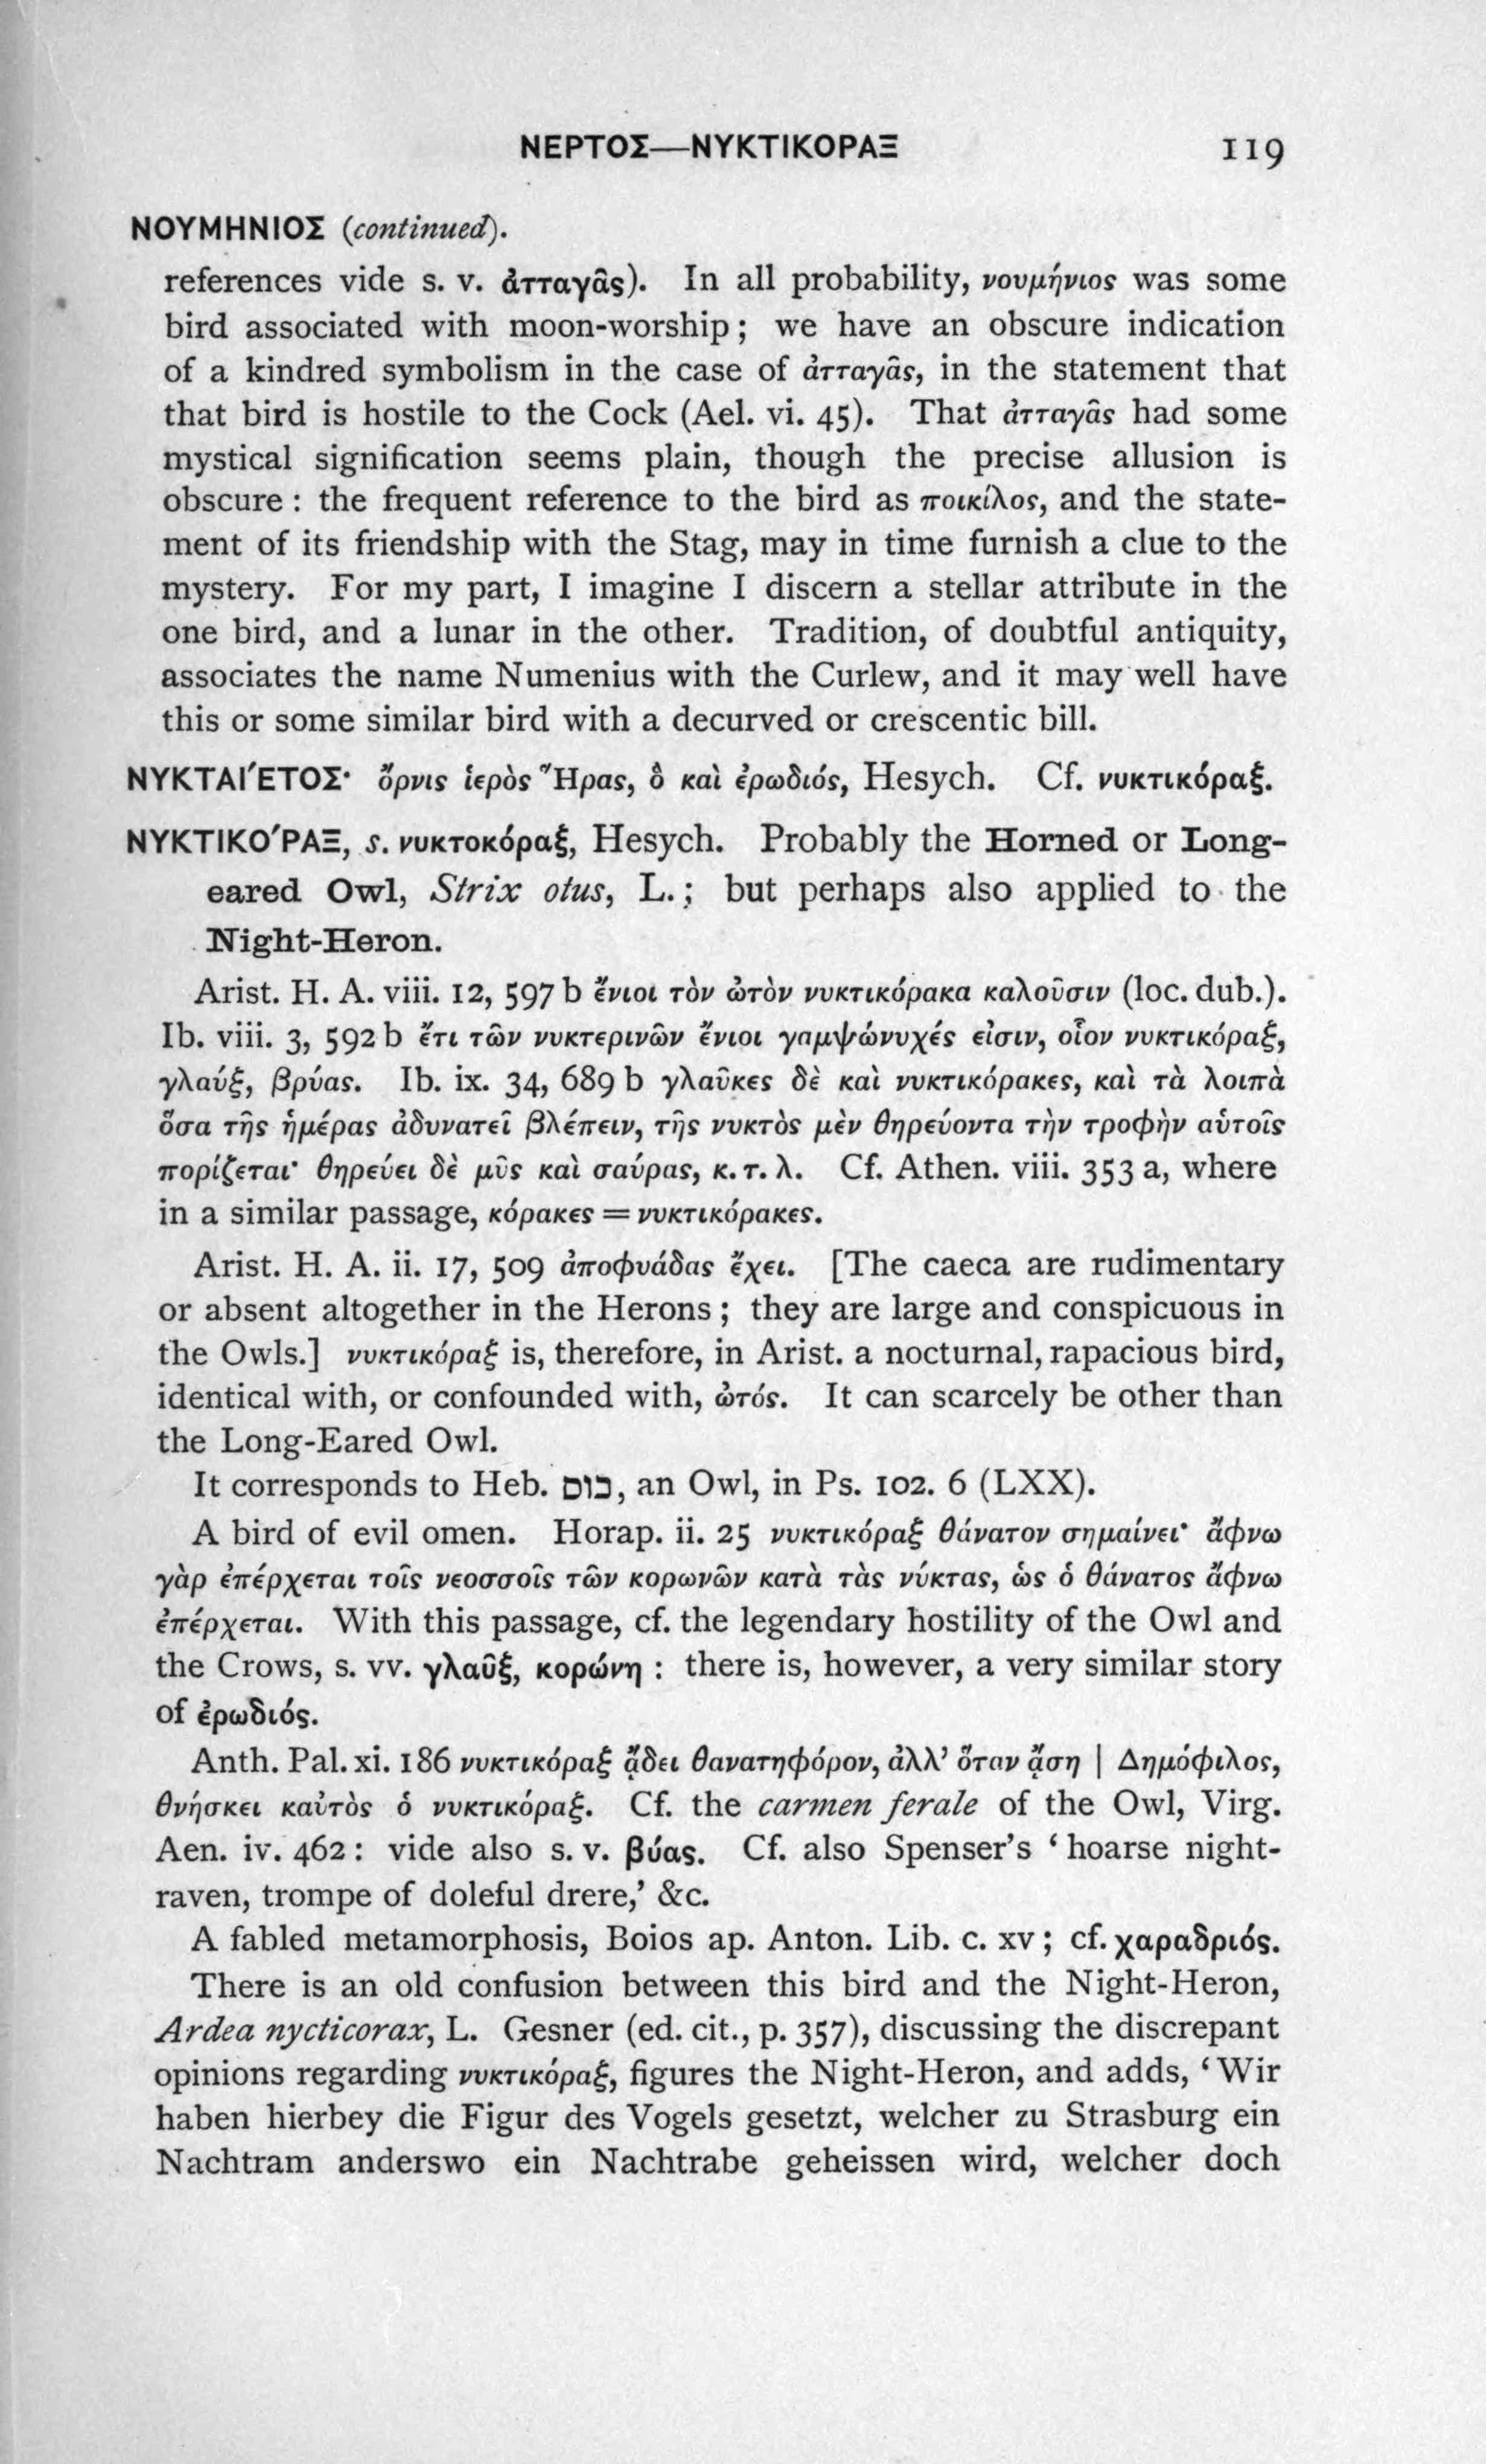 ΝΕΡΤΟΣ—ΝΥΚΤΙΚΟΡΑΞ 119
ΝΟΥΜΗΝΙΟΣ (continued).
references vide s. v. ἀτταγᾶς). In all probability, νουμήνιος was some
bird associated with moon-worship; we have an obscure indication
of a kindred symbolism in the case of ἀτταγᾶς, in the statement that
that bird is hostile to the Cock (Ael. vi. 45). That ἀτταγᾶς had some
mystical signification seems plain, though the precise allusion is
obscure : the frequent reference to the bird as ποικίλος, and the state-
ment of its friendship with the Stag, may in time furnish a clue to the
mystery. For my part, I imagine I discern a stellar attribute in the
one bird, and a lunar in the other. Tradition, of doubtful antiquity,
associates the name Numenius with the Curlew, and it may well have
this or some similar bird with a decurved or crescentic bill.
ΝΥΚΤΑΙ΄ΕΤΟΣ· ὄρνις ἱερὸς Ἥρας, ὃ καὶ ἐρωδιός, Hesych. Cf. νυκτικόραξ.
ΝΥΚΤΙΚΟ΄ΡΑΞ, s. νυκτοκόραξ, Hesych. Probably the Horned or Long-
eared Owl, Strix otus, L.; but perhaps also applied to the
Night-Heron.
Arist. H. A. viii. 12, 597 b ἔνιοι τὸν ὠτὸν νυκτικόρακα καλοῦσιν (loc. dub.).
Ib. viii. 3, 592 b ἔτι τῶν νυκτερινῶν ἔνιοι γαμψώνυχές εἰσιν, οἷον νυκτικόραξ,
γλαύξ, βρύας. Ib. ix. 34, 689 b γλαῦκες δὲ καὶ νυκτικόρακες, καὶ τὰ λοιπὰ
ὅσα τῆς ἡμέρας ἀδυνατεῖ βλέπειν, τῆς νυκτὸς μὲν θηρεύοντα τὴν τροφὴν αὑτοῖς
πορίζεται· θηρεύει δὲ μῦς καὶ σαύρας, κ. τ. λ. Cf. Athen. viii. 353 a, where
in a similar passage, κόρακες = νυκτικόρακες.
Arist. H. A. ii. 17, 509 ἀποφυάδας ἔχει. [The caeca are rudimentary
or absent altogether in the Herons ; they are large and conspicuous in
the Owls.] νυκτικόραξ is, therefore, in Arist. a nocturnal, rapacious bird,
identical with, or confounded with, ὠτός. It can scarcely be other than
the Long-Eared Owl.
It corresponds to Heb. כוס, an Owl, in Ps. 102. 6 (LXX).
A bird of evil omen. Horap. ii. 25 νυκτικόραξ θάνατον σημαίνει· ἄφνω
γὰρ ἐπέρχεται τοῖς νεοσσοῖς τῶν κορωνῶν κατὰ τὰς νύκτας, ὡς ὁ θάνατος ἄφνω
ἐπέρχεται. With this passage, cf. the legendary hostility of the Owl and
the Crows, s. vv. γλαῦξ, κορώνη : there is, however, a very similar story
of ἐρωδιός.
Anth. Pal. xi. 186 νυκτικόραξ ᾄδει θανατηφόρον, ἀλλ’ ὅταν ᾄσῃ | Δημόφιλος,
θνήσκει καὐτὸς ὁ νυκτικόραξ. Cf. the carmen ferale of the Owl, Virg.
Aen. iv. 462 : vide also s. v. βύας. Cf. also Spenser’s ‘hoarse night-
raven, trompe of doleful drere,’ &c.
A fabled metamorphosis, Boios ap. Anton. Lib. c. xv ; cf. χαραδριός.
There is an old confusion between this bird and the Night-Heron,
Ardea nycticorax, L. Gesner (ed. cit., p. 357), discussing the discrepant
opinions regarding νυκτικόραξ, figures the Night-Heron, and adds, ‘Wir
haben hierbey die Figur des Vogels gesetzt, welcher zu Strasburg ein
Nachtram anderswo ein Nachtrabe geheissen wird, welcher doch